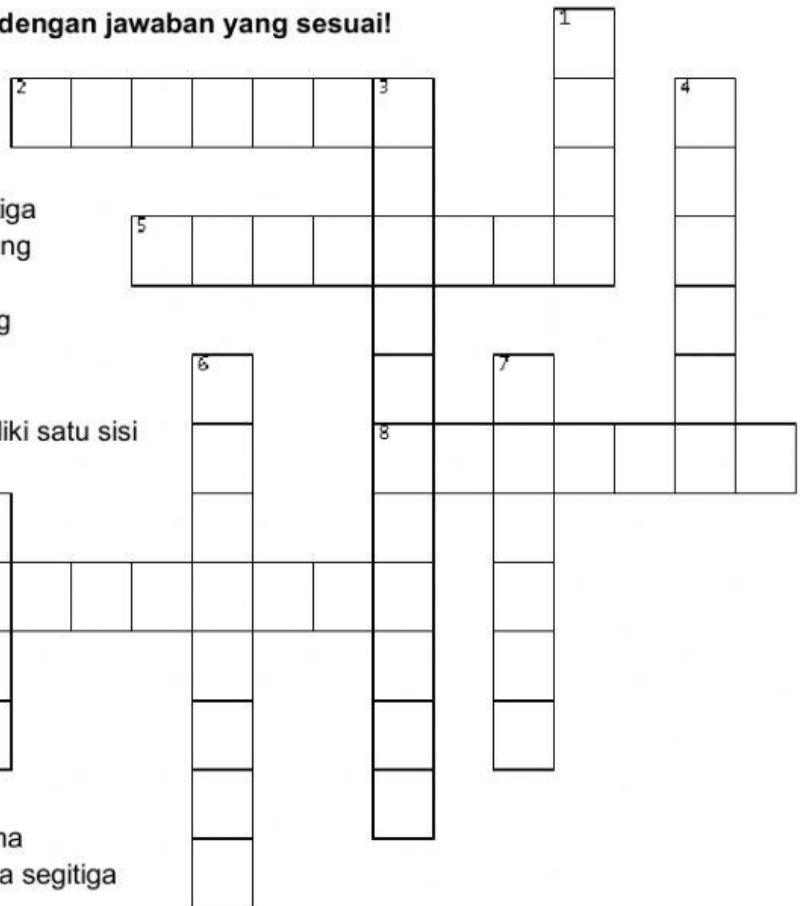 dengan jawaban yang sesuai!
1
2
3
4
iga
ng
5
g
6
7
liki satu sisi
8
na
a segitiga